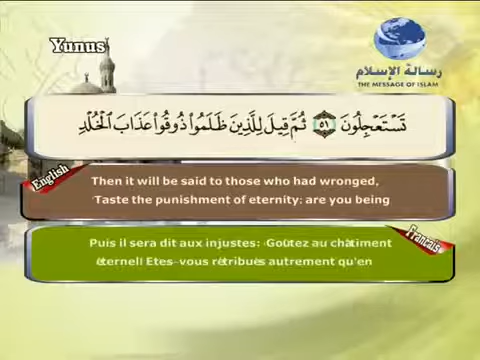 Yunus
رسالة الإسلام
THE MESSAGE OF ISLAM
تَسْتَعْجِلُونَ ﴿٥١﴾ ثُمَّ قِيلَ لِلَّذِينَ ظَلَمُوا۟ ذُوقُوا۟ عَذَابَ ٱلْخُلْدِ
English
Then it will be said to those who had wronged,
Taste the punishment of eternity; are you being
Francais
Puis il sera dit aux injustes: Goûtez au châtiment
éternel! Etes-vous rétribués autrement qu'en